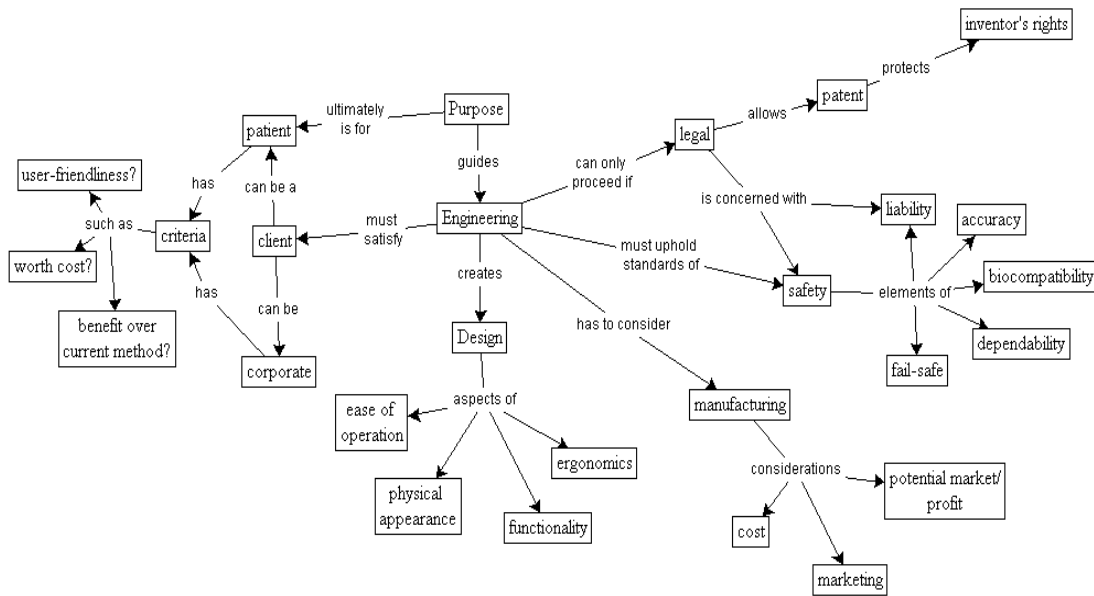 inventor's rights
protects
patent
allows
ultimately
is for
Purpose
patient
legal
guides
can only
proceed if
user-friendliness?
has
can be a
is concerned with
such as
criteria
client
must
satisfy
Engineering
liability
accuracy
must uphold
standards of
worth cost?
creates
safety
elements of
biocompatibility
has
can be
benefit over
current method?
Design
has to consider
dependability
fail-safe
corporate
manufacturing
ease of
operation
aspects of
ergonomics
considerations
potential market/
profit
physical
appearance
functionality
cost
marketing